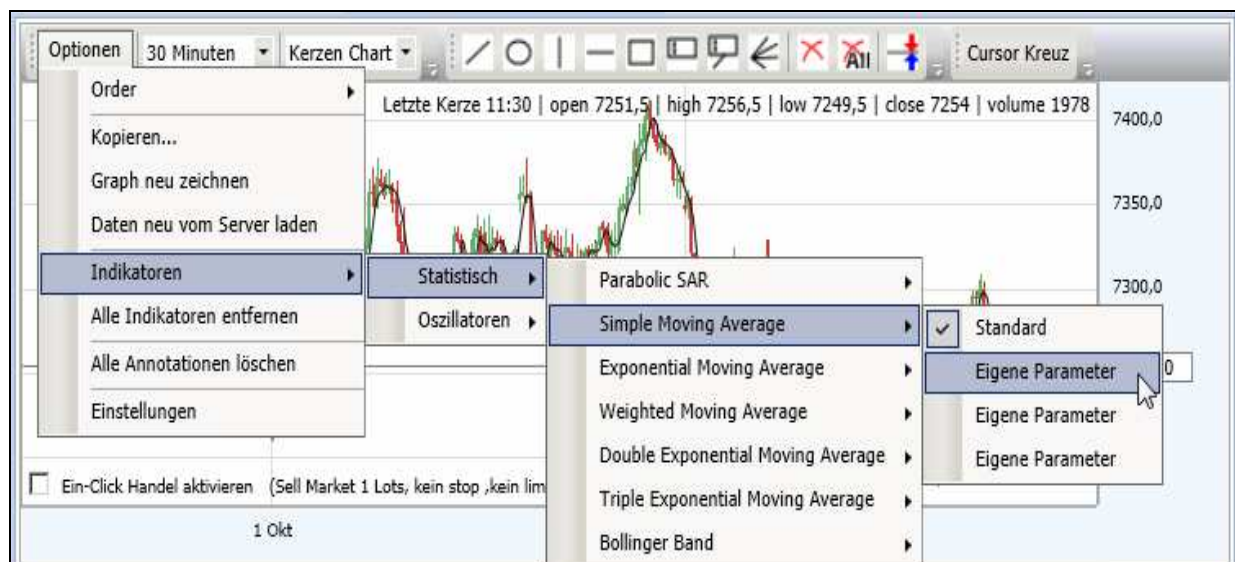 Optionen 30 Minuten Kerzen Chart All Cursor Kreuz
Letzte Kerze 11:30 | open 7251,5 | high 7256,5 | low 7249,5 | close 7254 | volume 1978
Order
Kopieren...
Graph neu zeichnen
Daten neu vom Server laden
Indikatoren
Alle Indikatoren entfernen
Alle Annotationen löschen
Einstellungen
Statistisch
Oszillatoren
Parabolic SAR
Simple Moving Average
Exponential Moving Average
Weighted Moving Average
Double Exponential Moving Average
Triple Exponential Moving Average
Bollinger Band
Standard
Eigene Parameter
Eigene Parameter
Eigene Parameter
7400,0
7350,0
7300,0
0
Ein-Click Handel aktivieren (Sell Market 1 Lots, kein stop ,kein lim
1 Okt